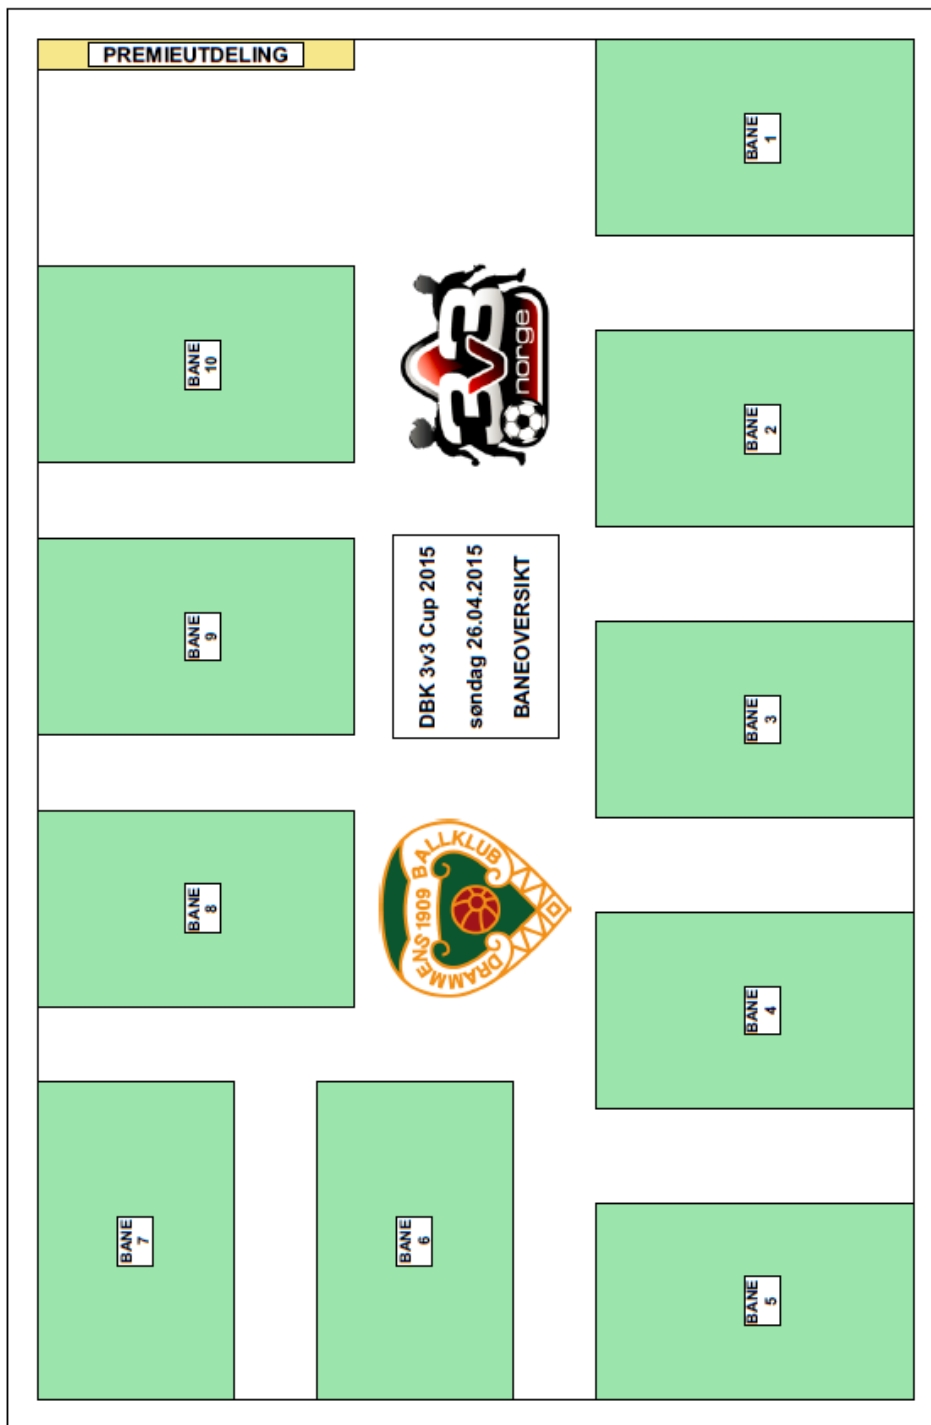 PREMIEUTDELING
BANE
1
BANE
10
3v3
norge
BANE
2
DBK 3v3 Cup 2015
søndag 26.04.2015
BANEOVERSIKT
BANE
9
BANE
3
BANE
8
DRAMMENS 1909 BALLKLUB
BANE
4
BANE
7
BANE
6
BANE
5